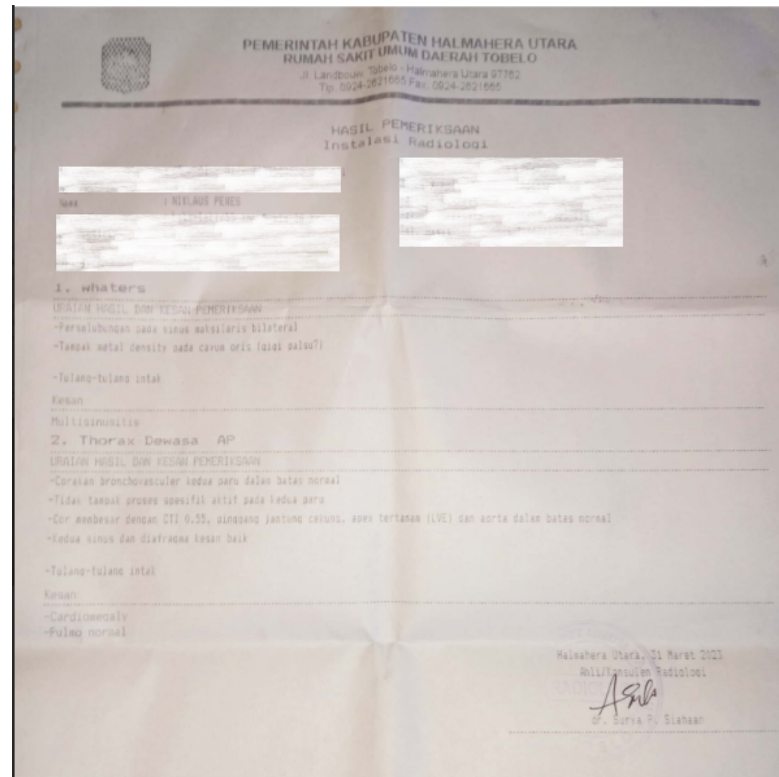 PEMERINTAH KABUPATEN HALMAHERA UTARA
RUMAH SAKIT UMUM DAERAH TOBELO
Jl. Landbouw Tobelo - Halmahera Utara 97762
Tlp. 0924-2621665 Fax. 0924-2621665
HASIL PEMERIKSAAN
Instalasi Radiologi
Nama : NIKLAUS PENES
1. whaters
URAIAN HASIL DAN KESAN PEMERIKSAAN
-Perselubungan pada sinus maksilaris bilateral
-Tampak metal density pada cavum oris (gigi palsu?)
-Tulang-tulang intak
Kesan
Multisinusitis
2. Thorax Dewasa AP
URAIAN HASIL DAN KESAN PEMERIKSAAN
-Corakan bronchovasculer kedua paru dalam batas normal
-Tidak tampak proses spesifik aktif pada kedua paru
-Cor membesar dengan CTI 0.55, pinggang jantung cekung, apex tertanam (LVE) dan aorta dalam batas normal
-Kedua sinus dan diafragma kesan baik
-Tulang-tulang intak
Kesan
-Cardiomegaly
-Pulmo normal
Halmahera Utara, 31 Maret 2023
Ahli/Konsulen Radiologi
dr. Surya P. Siahaan